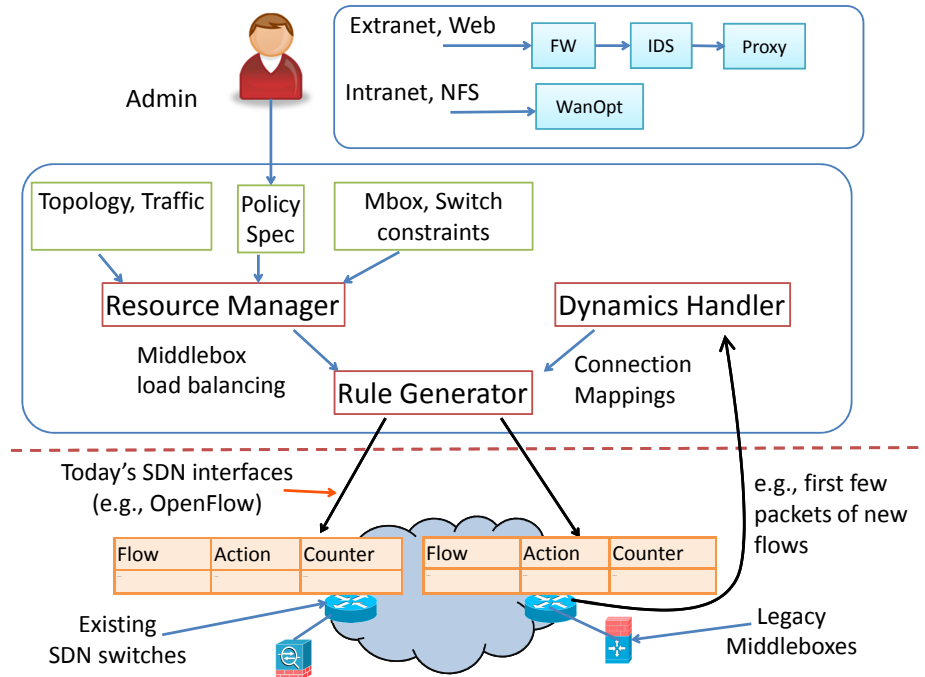 Extranet, Web
FW
IDS
Proxy
Admin
Intranet, NFS
WanOpt
Topology, Traffic
Policy
Spec
Mbox, Switch
constraints
Resource Manager
Dynamics Handler
Middlebox
load balancing
Connection
Mappings
Rule Generator
Today’s SDN interfaces
(e.g., OpenFlow)
e.g., first few
packets of new
flows
Flow Action Counter
... ... ...
Flow Action Counter
... ... ...
Existing
SDN switches
Legacy
Middleboxes